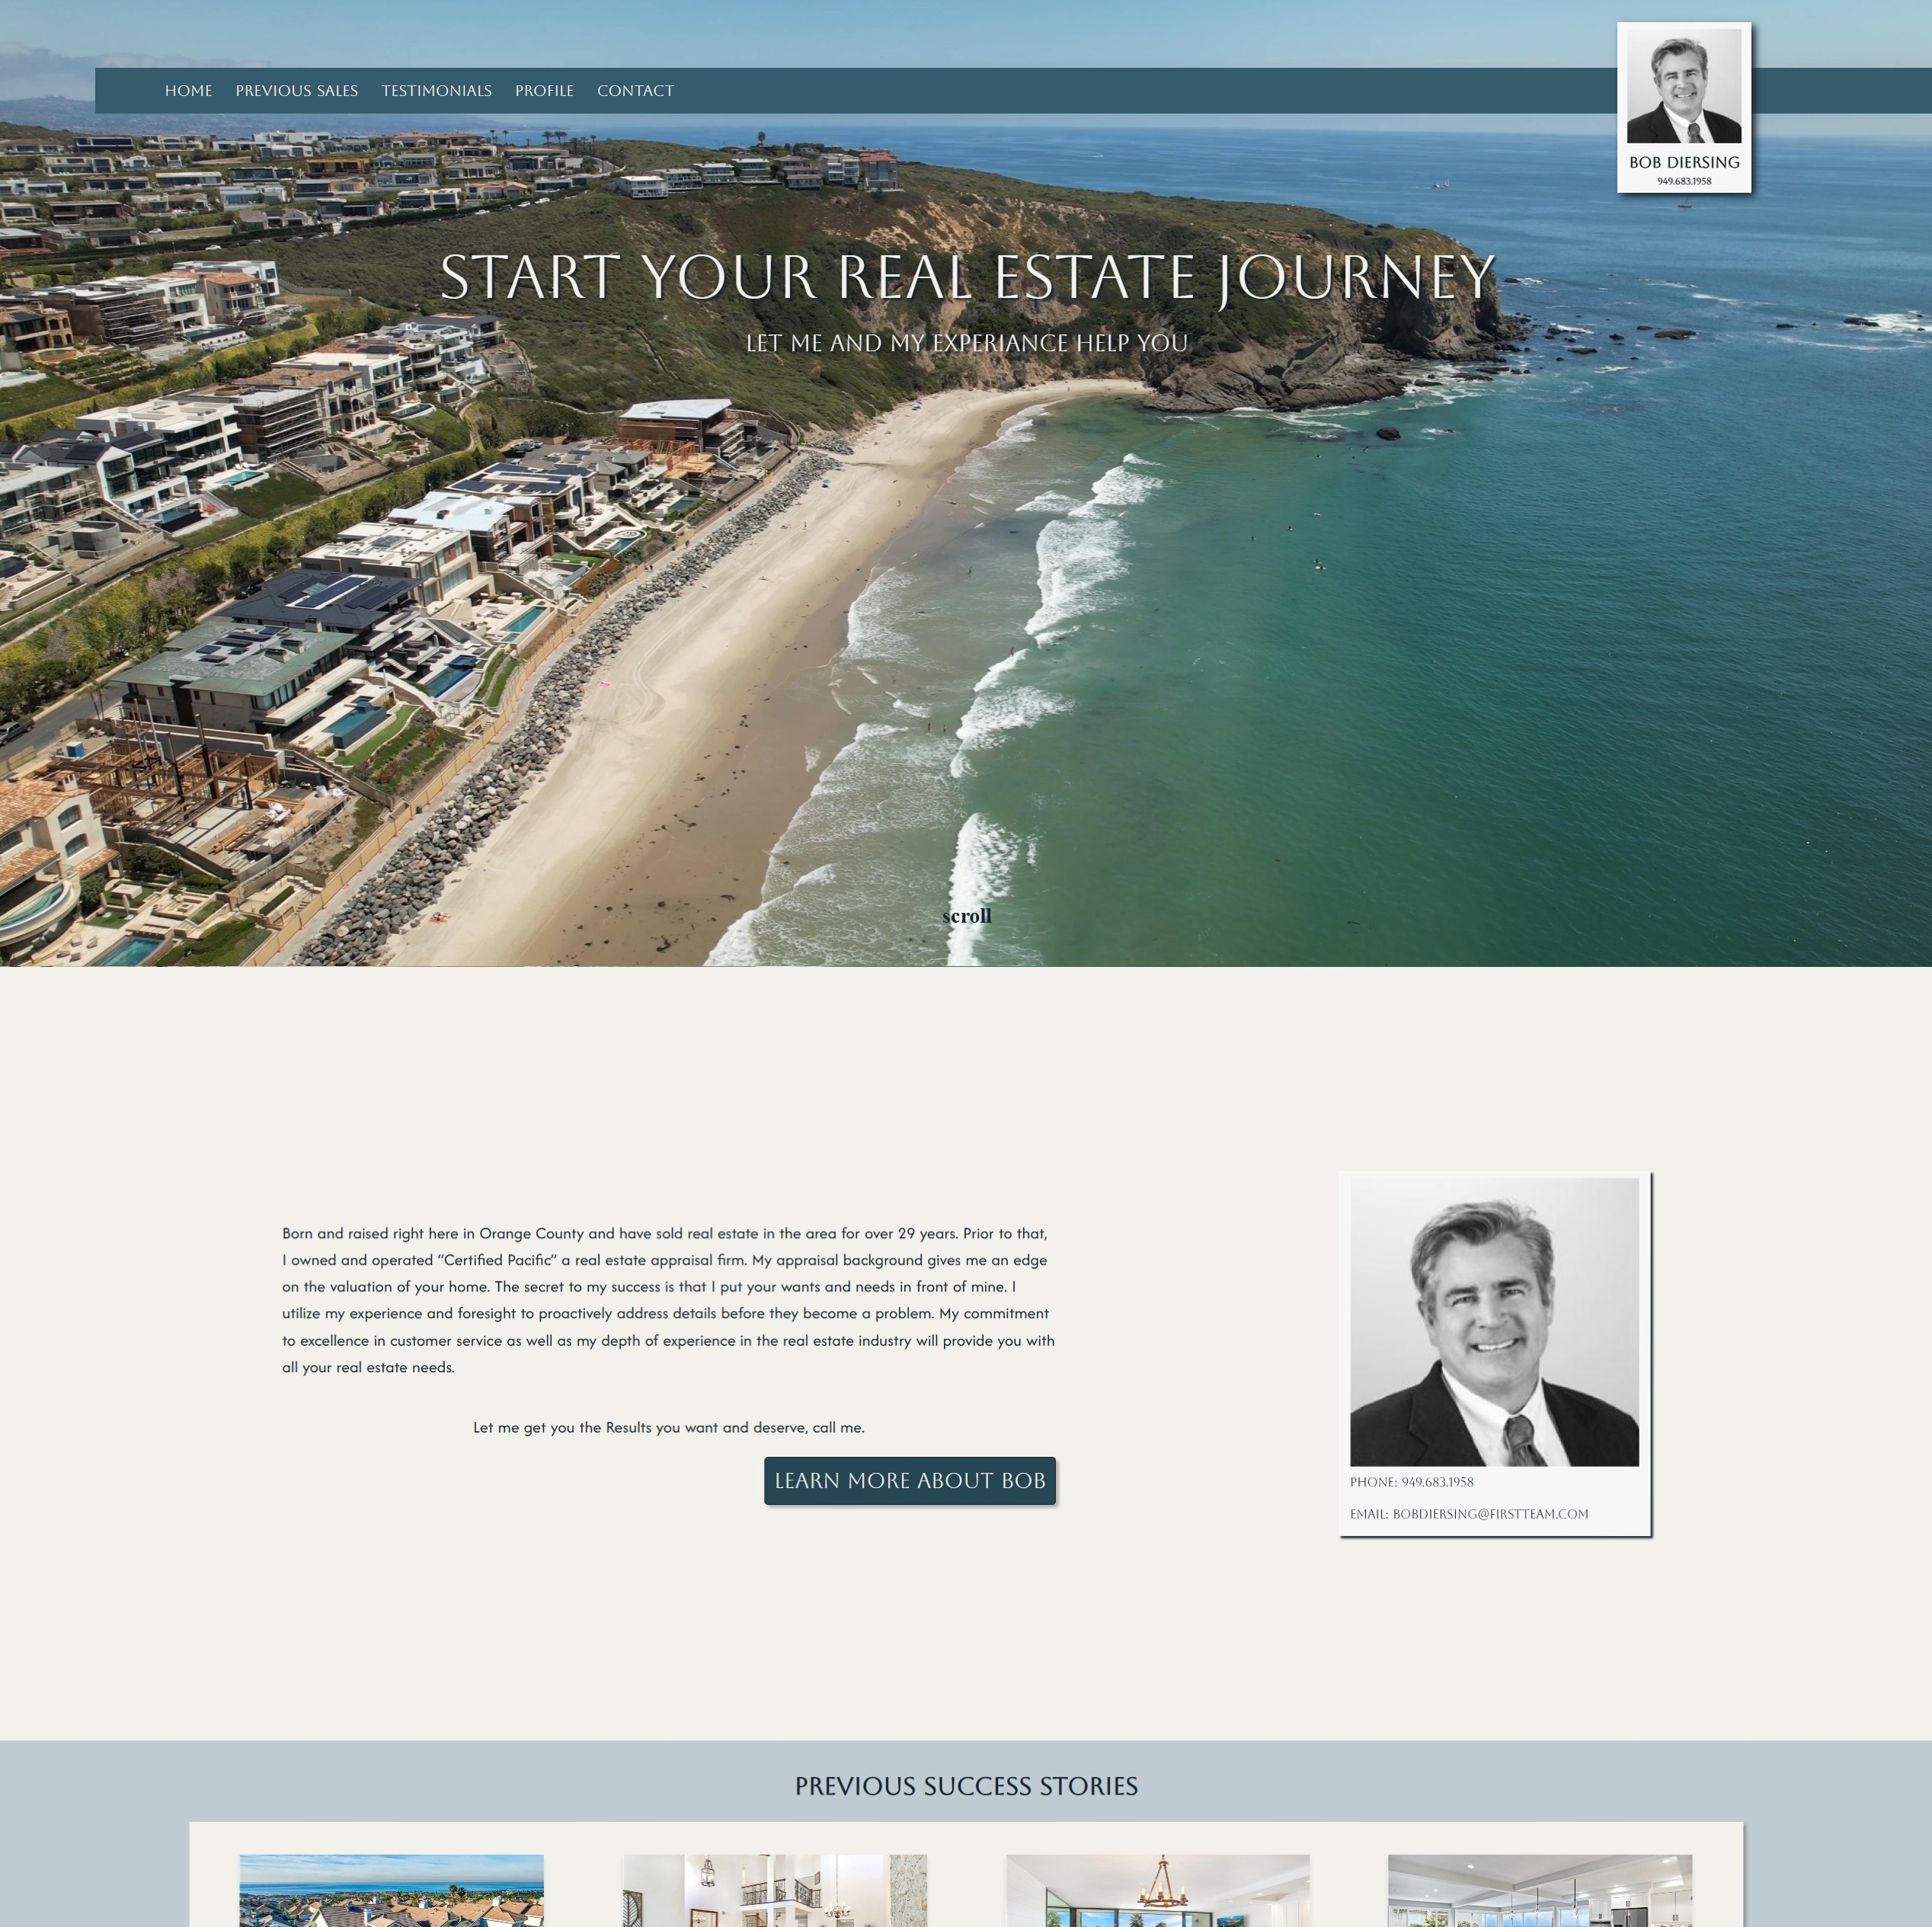 HOME PREVIOUS SALES TESTIMONIALS PROFILE CONTACT
BOB DIERSING
949.683.1958
START YOUR REAL ESTATE JOURNEY
LET ME AND MY EXPERIANCE HELP YOU
scroll
Born and raised right here in Orange County and have sold real estate in the area for over 29 years. Prior to that,
I owned and operated “Certified Pacific” a real estate appraisal firm. My appraisal background gives me an edge
on the valuation of your home. The secret to my success is that I put your wants and needs in front of mine. I
utilize my experience and foresight to proactively address details before they become a problem. My commitment
to excellence in customer service as well as my depth of experience in the real estate industry will provide you with
all your real estate needs.
Let me get you the Results you want and deserve, call me.
LEARN MORE ABOUT BOB
PHONE: 949.683.1958
EMAIL: BOBDIERSING@FIRSTTEAM.COM
PREVIOUS SUCCESS STORIES